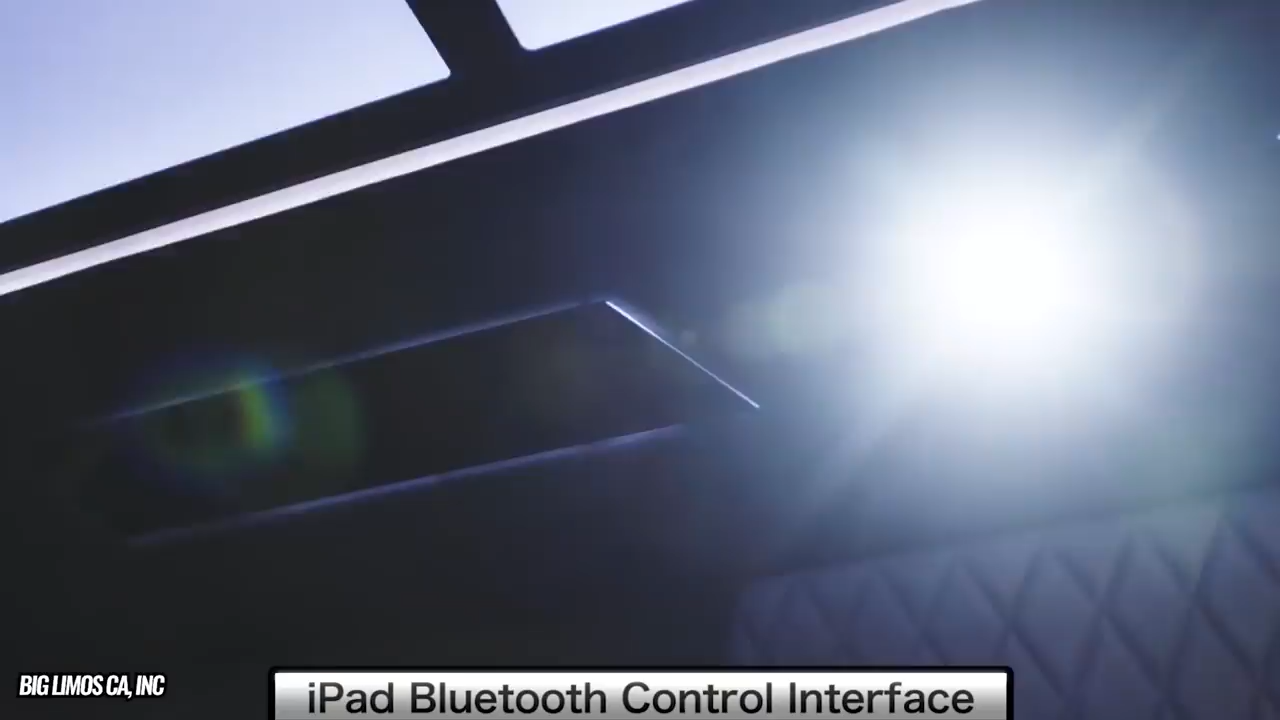 BIG LIMOS CA, INC
iPad Bluetooth Control Interface